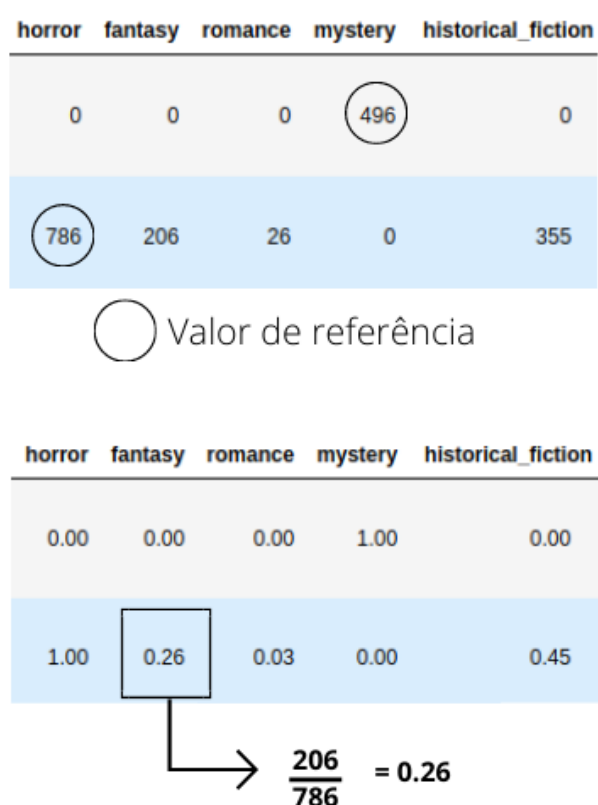 horror fantasy romance mystery historical_fiction
0 0 0 496 0
786 206 26 0 355
Valor de referência
horror fantasy romance mystery historical_fiction
0.00 0.00 0.00 1.00 0.00
1.00 0.26 0.03 0.00 0.45
206
= 0.26
786